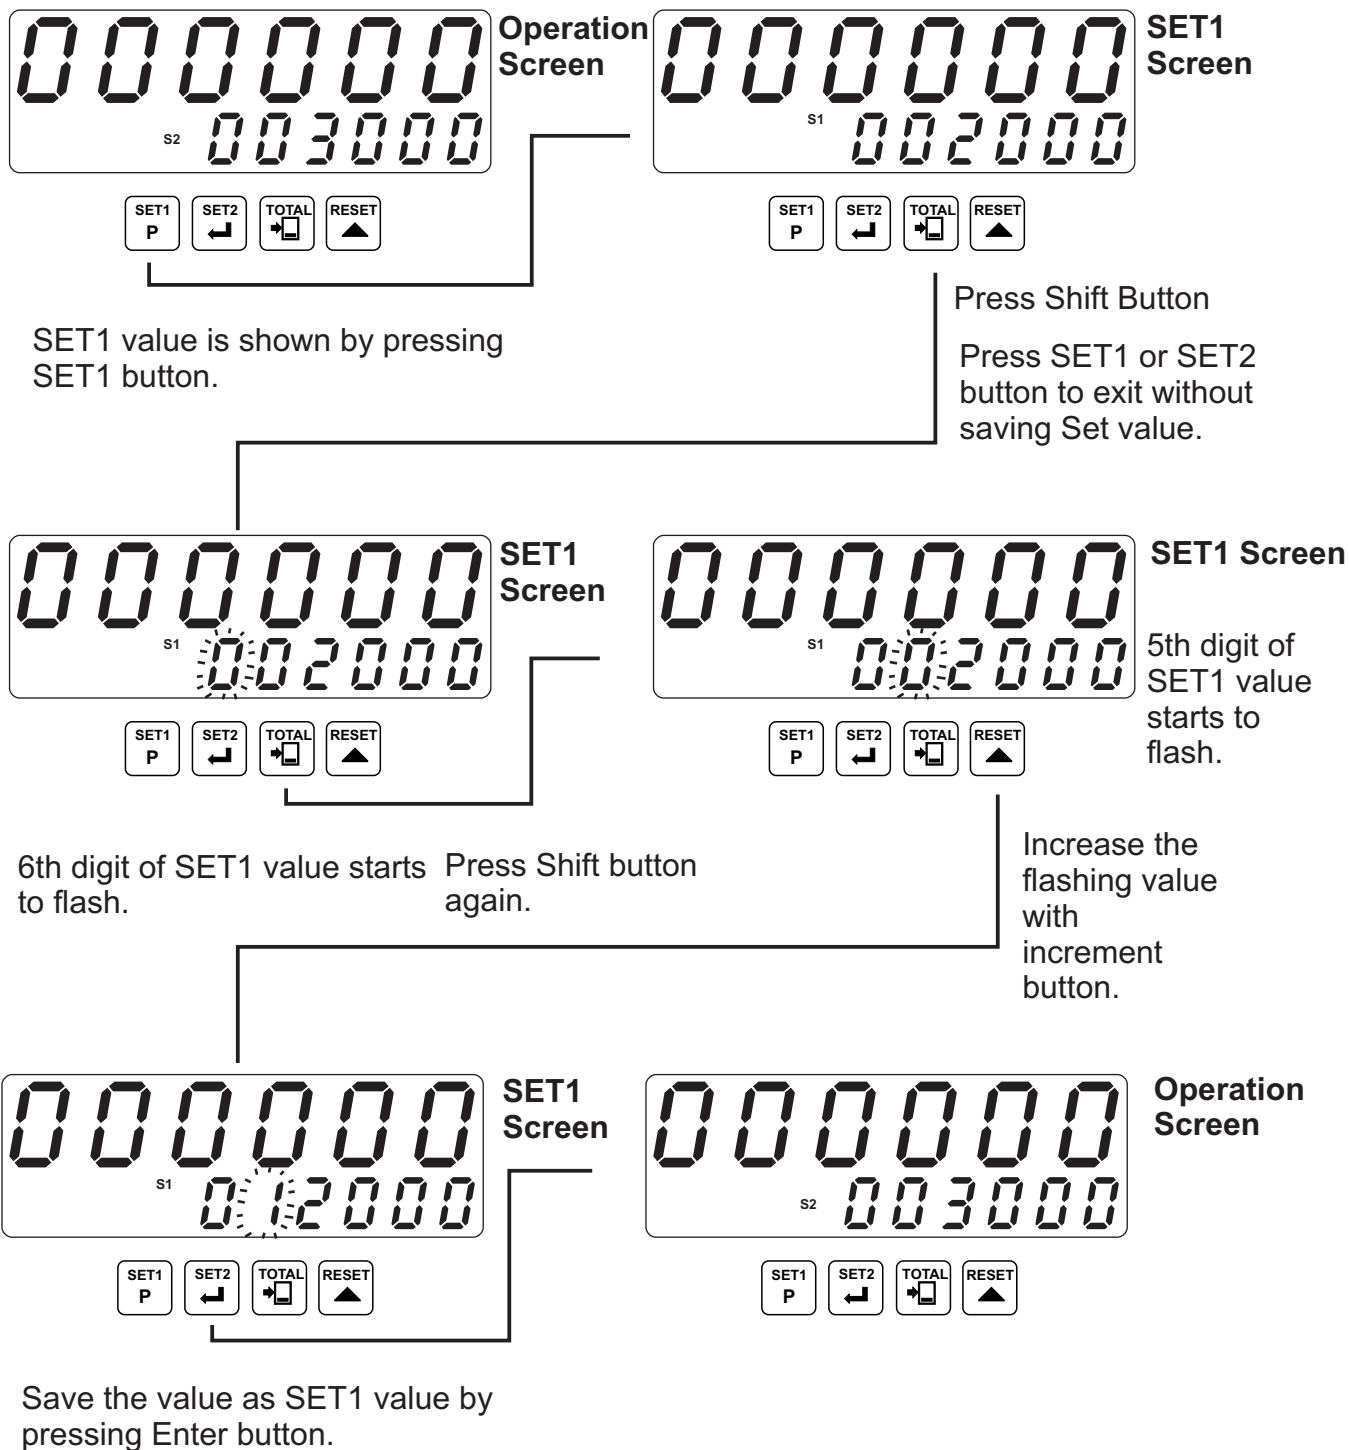 000000
Operation
Screen
S2 003000
SET1 SET2 TOTAL RESET
P
SET1 value is shown by pressing
SET1 button.
000000
SET1
Screen
S1 002000
SET1 SET2 TOTAL RESET
P
Press Shift Button
Press SET1 or SET2
button to exit without
saving Set value.
000000
SET1
Screen
S1 002000
SET1 SET2 TOTAL RESET
P
6th digit of SET1 value starts
to flash.
Press Shift button
again.
000000
SET1 Screen
S1 002000
5th digit of
SET1 value
starts to
flash.
SET1 SET2 TOTAL RESET
P
Increase the
flashing value
with
increment
button.
000000
SET1
Screen
S1 012000
SET1 SET2 TOTAL RESET
P
Save the value as SET1 value by
pressing Enter button.
000000
Operation
Screen
S2 003000
SET1 SET2 TOTAL RESET
P